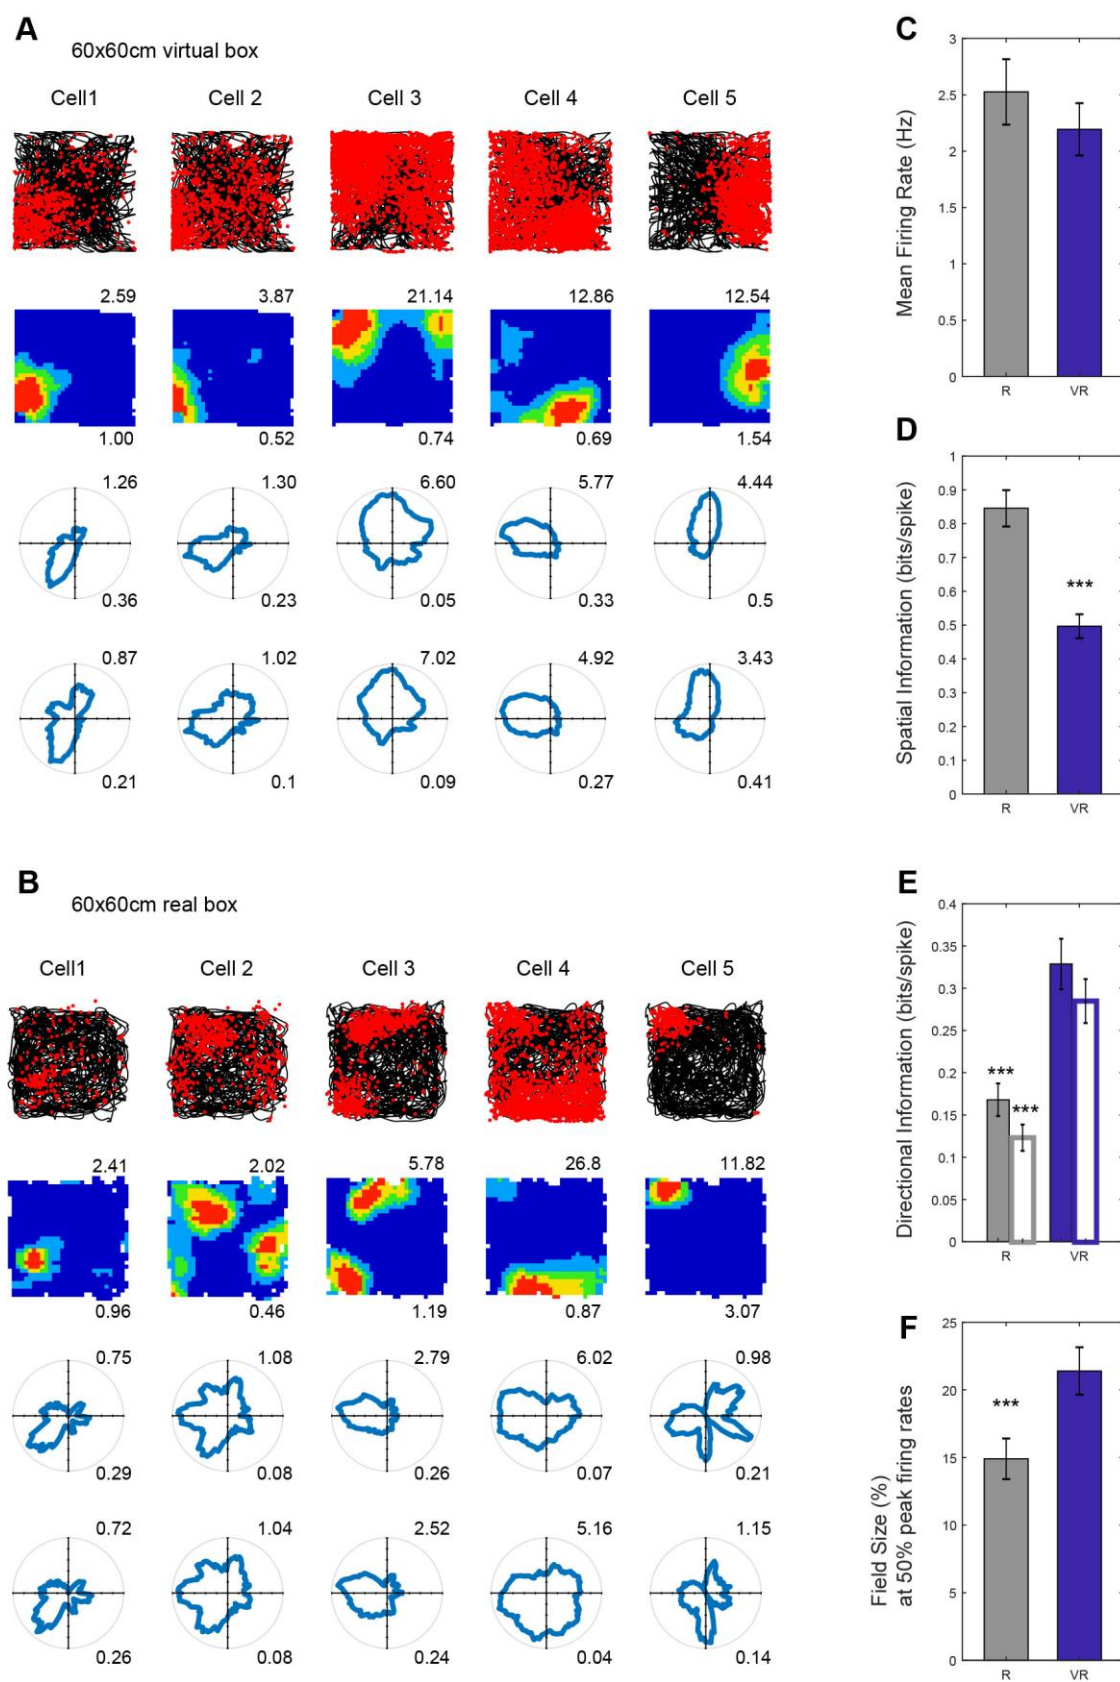 A
60x60cm virtual box
Cell1 Cell 2 Cell 3 Cell 4 Cell 5
2.59 3.87 21.14 12.86 12.54
1.00 0.52 0.74 0.69 1.54
1.26 1.30 6.60 5.77 4.44
0.36 0.23 0.05 0.33 0.5
0.87 1.02 7.02 4.92 3.43
0.21 0.1 0.09 0.27 0.41
B
60x60cm real box
Cell1 Cell 2 Cell 3 Cell 4 Cell 5
2.41 2.02 5.78 26.8 11.82
0.96 0.46 1.19 0.87 3.07
0.75 1.08 2.79 6.02 0.98
0.29 0.08 0.26 0.07 0.21
0.72 1.04 2.52 5.16 1.15
0.26 0.08 0.24 0.04 0.14
C
Mean Firing Rate (Hz)
3
2.5
2
1.5
1
0.5
0
R VR
D
Spatial Information (bits/spike)
1
0.9
0.8
0.7
0.6
0.5
0.4
0.3
0.2
0.1
0
***
R VR
E
Directional Information (bits/spike)
0.4
0.35
0.3
0.25
0.2
0.15
0.1
0.05
0
***
***
R VR
F
Field Size (%)
at 50% peak firing rates
25
20
15
10
5
0
***
R VR